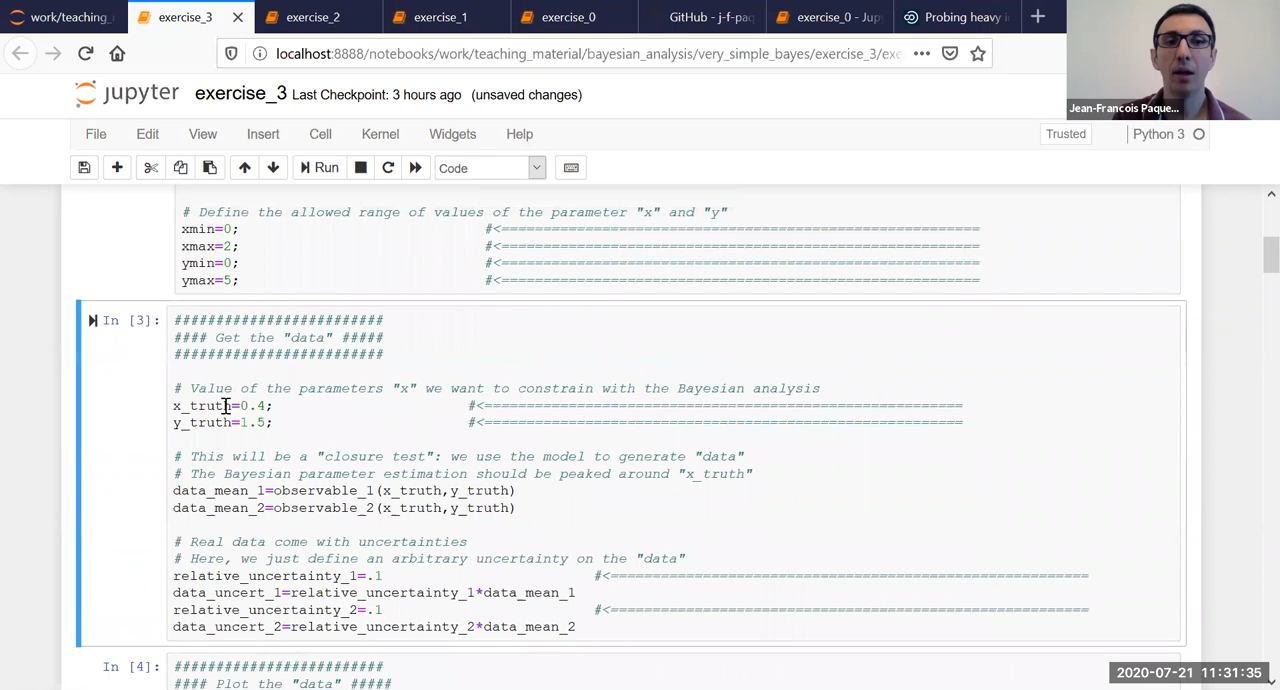 work/teaching_
exercise_3
exercise_2
exercise_1
exercise_0
GitHub - j-f-paq
exercise_0 - Jup
Probing heavy i
localhost:8888/notebooks/work/teaching_material/bayesian_analysis/very_simple_bayes/exercise_3/exe
jupyter exercise_3 Last Checkpoint: 3 hours ago (unsaved changes)
Jean-Francois Paque...
File Edit View Insert Cell Kernel Widgets Help
Trusted Python 3
Run Code
# Define the allowed range of values of the parameter "x" and "y"
xmin=0; #<=========================================================
xmax=2; #<=========================================================
ymin=0; #<=========================================================
ymax=5; #<=========================================================
In [3]: #########################
#### Get the "data" #####
#########################
# Value of the parameters "x" we want to constrain with the Bayesian analysis
x_truth=0.4; #<=========================================================
y_truth=1.5; #<=========================================================
# This will be a "closure test": we use the model to generate "data"
# The Bayesian parameter estimation should be peaked around "x_truth"
data_mean_1=observable_1(x_truth,y_truth)
data_mean_2=observable_2(x_truth,y_truth)
# Real data come with uncertainties
# Here, we just define an arbitrary uncertainty on the "data"
relative_uncertainty_1=.1 #<=========================================================
data_uncert_1=relative_uncertainty_1*data_mean_1
relative_uncertainty_2=.1 #<=========================================================
data_uncert_2=relative_uncertainty_2*data_mean_2
In [4]: #########################
#### Plot the "data" #####
2020-07-21 11:31:35